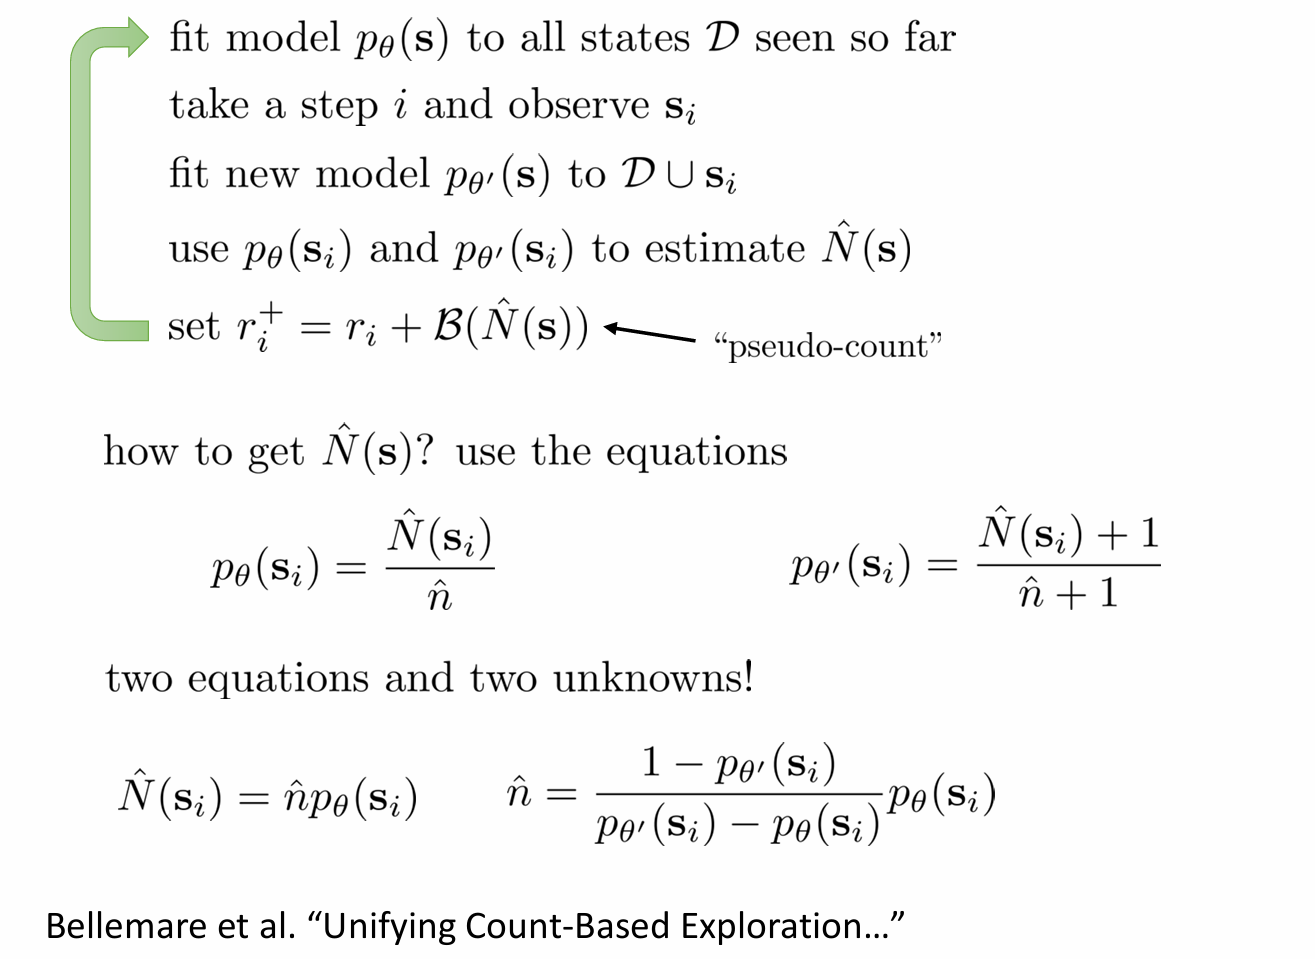 fit model $p_\theta(\mathbf{s})$ to all states $\mathcal{D}$ seen so far
take a step $i$ and observe $\mathbf{s}_i$
fit new model $p_{\theta'}(\mathbf{s})$ to $\mathcal{D} \cup \mathbf{s}_i$
use $p_\theta(\mathbf{s}_i)$ and $p_{\theta'}(\mathbf{s}_i)$ to estimate $\hat{N}(\mathbf{s})$
set $r_i^+ = r_i + \mathcal{B}(\hat{N}(\mathbf{s}))$
“pseudo-count”
how to get $\hat{N}(\mathbf{s})$? use the equations
$p_\theta(\mathbf{s}_i) = \frac{\hat{N}(\mathbf{s}_i)}{\hat{n}}$ $p_{\theta'}(\mathbf{s}_i) = \frac{\hat{N}(\mathbf{s}_i) + 1}{\hat{n} + 1}$
two equations and two unknowns!
$\hat{N}(\mathbf{s}_i) = \hat{n} p_\theta(\mathbf{s}_i)$ $\hat{n} = \frac{1 - p_{\theta'}(\mathbf{s}_i)}{p_{\theta'}(\mathbf{s}_i) - p_\theta(\mathbf{s}_i)} p_\theta(\mathbf{s}_i)$
Bellemare et al. “Unifying Count-Based Exploration…”